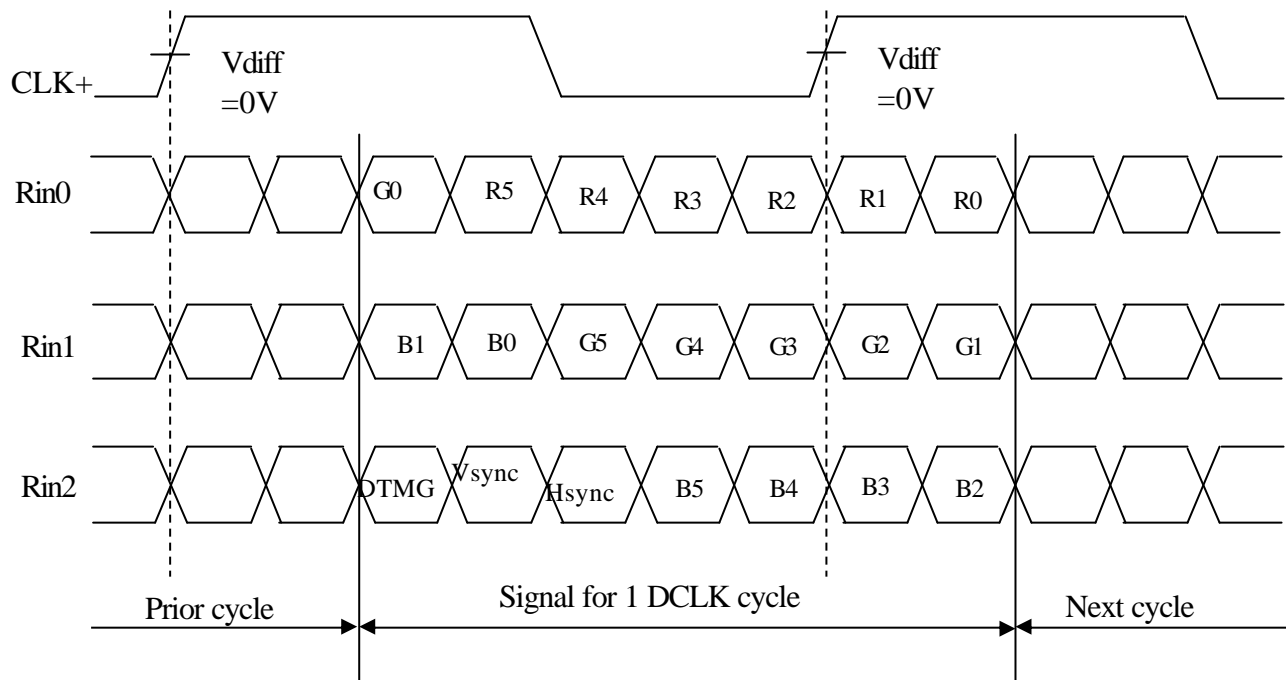 CLK+
Vdiff
=0V
Vdiff
=0V
Rin0
G0 R5 R4 R3 R2 R1 R0
Rin1
B1 B0 G5 G4 G3 G2 G1
Rin2
DTMG Vsync Hsync B5 B4 B3 B2
Prior cycle
Signal for 1 DCLK cycle
Next cycle